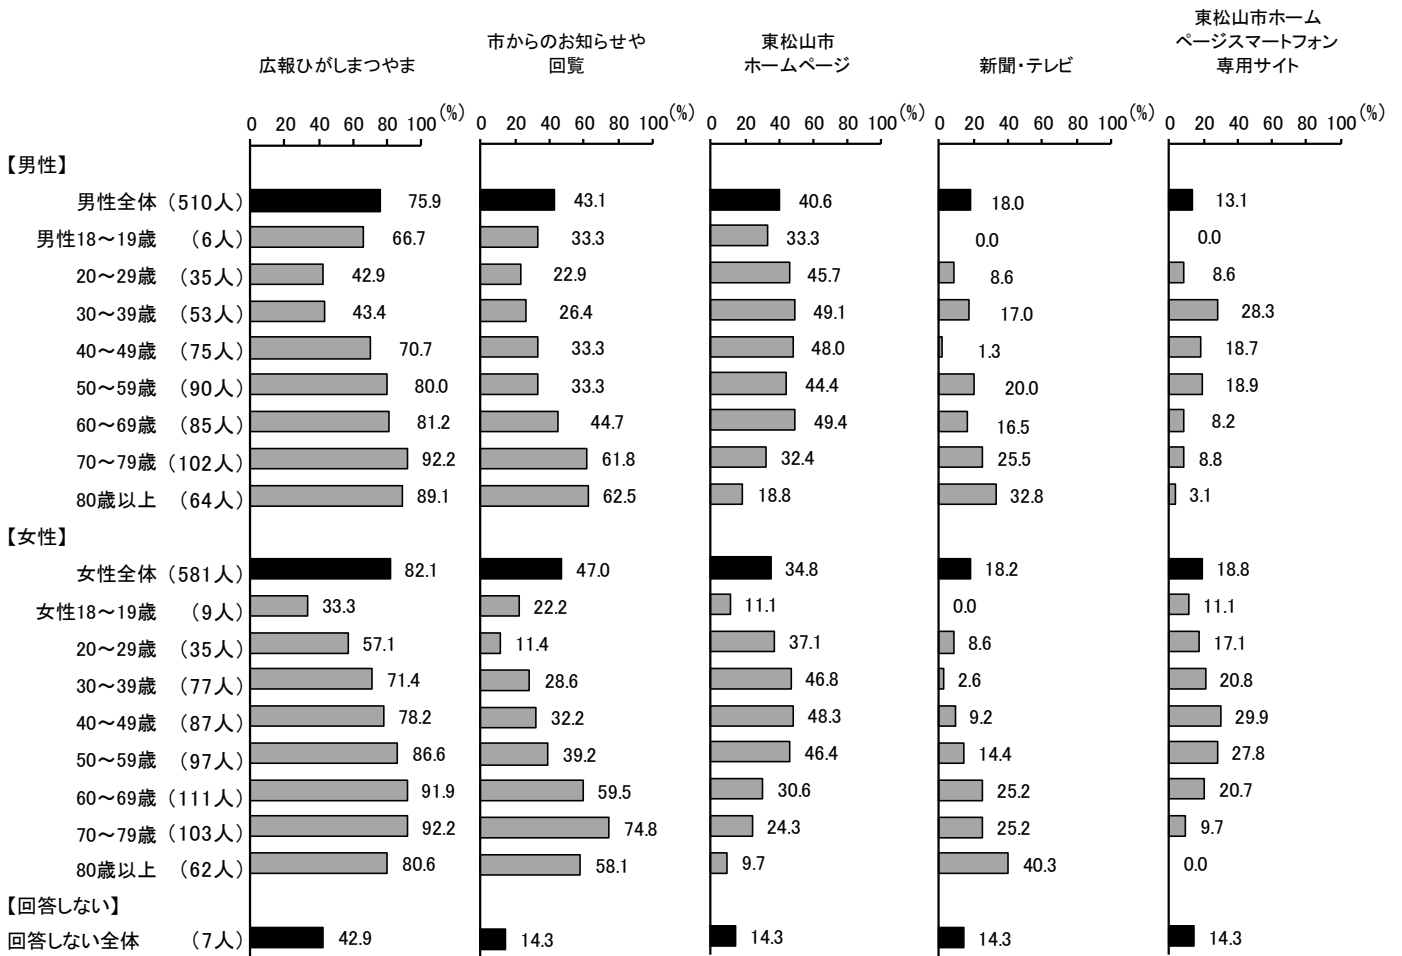 広報ひがしまつやま
市からのお知らせや
回覧
東松山市
ホームページ
新聞・テレビ
東松山市ホーム
ページスマートフォン
専用サイト
0 20 40 60 80 100 (%) 0 20 40 60 80 100 (%) 0 20 40 60 80 100 (%) 0 20 40 60 80 100 (%) 0 20 40 60 80 100 (%)
【男性】
男性全体 (510人) 75.9 43.1 40.6 18.0 13.1
男性18～19歳 (6人) 66.7 33.3 33.3 0.0 0.0
20～29歳 (35人) 42.9 22.9 45.7 8.6 8.6
30～39歳 (53人) 43.4 26.4 49.1 17.0 28.3
40～49歳 (75人) 70.7 33.3 48.0 1.3 18.7
50～59歳 (90人) 80.0 33.3 44.4 20.0 18.9
60～69歳 (85人) 81.2 44.7 49.4 16.5 8.2
70～79歳 (102人) 92.2 61.8 32.4 25.5 8.8
80歳以上 (64人) 89.1 62.5 18.8 32.8 3.1
【女性】
女性全体 (581人) 82.1 47.0 34.8 18.2 18.8
女性18～19歳 (9人) 33.3 22.2 11.1 0.0 11.1
20～29歳 (35人) 57.1 11.4 37.1 8.6 17.1
30～39歳 (77人) 71.4 28.6 46.8 2.6 20.8
40～49歳 (87人) 78.2 32.2 48.3 9.2 29.9
50～59歳 (97人) 86.6 39.2 46.4 14.4 27.8
60～69歳 (111人) 91.9 59.5 30.6 25.2 20.7
70～79歳 (103人) 92.2 74.8 24.3 25.2 9.7
80歳以上 (62人) 80.6 58.1 9.7 40.3 0.0
【回答しない】
回答しない全体 (7人) 42.9 14.3 14.3 14.3 14.3